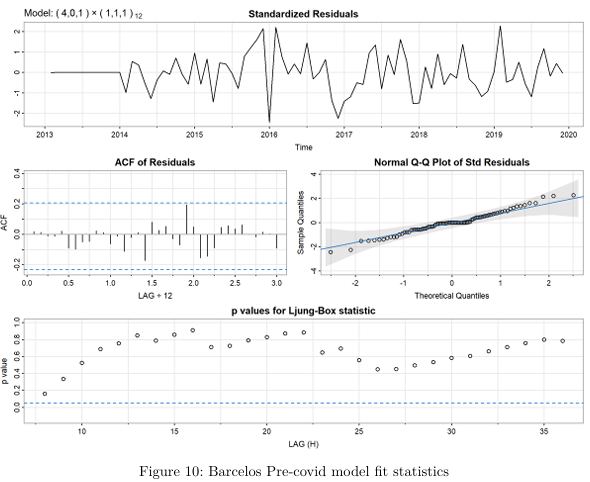 Model: ( 4,0,1 ) × ( 1,1,1 ) 12
Standardized Residuals
2
1
0
-1
-2
2013 2014 2015 2016 2017 2018 2019 2020
Time
ACF of Residuals
ACF
0.4
0.2
0.0
-0.2
0.0 0.5 1.0 1.5 2.0 2.5 3.0
LAG ÷ 12
Normal Q-Q Plot of Std Residuals
Sample Quantiles
4
2
0
-2
-4
-2 -1 0 1 2
Theoretical Quantiles
p values for Ljung-Box statistic
p value
1.0
0.8
0.6
0.4
0.2
0.0
10 15 20 25 30 35
LAG (H)
Figure 10: Barcelos Pre-covid model fit statistics